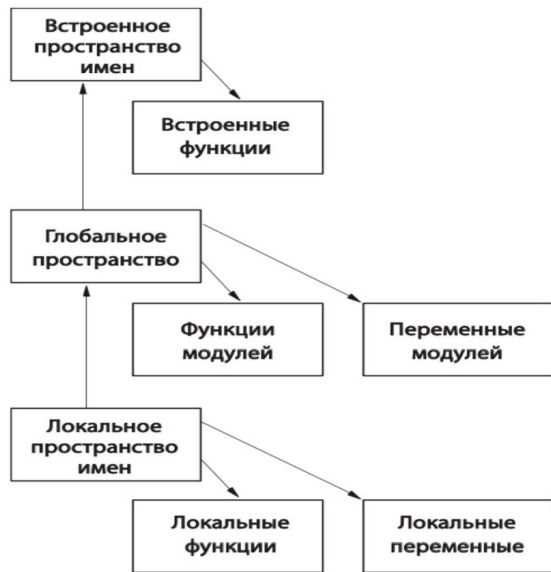 Встроенное
пространство
имен
Встроенные
функции
Глобальное
пространство
Функции
модулей
Переменные
модулей
Локальное
пространство
имен
Локальные
функции
Локальные
переменные